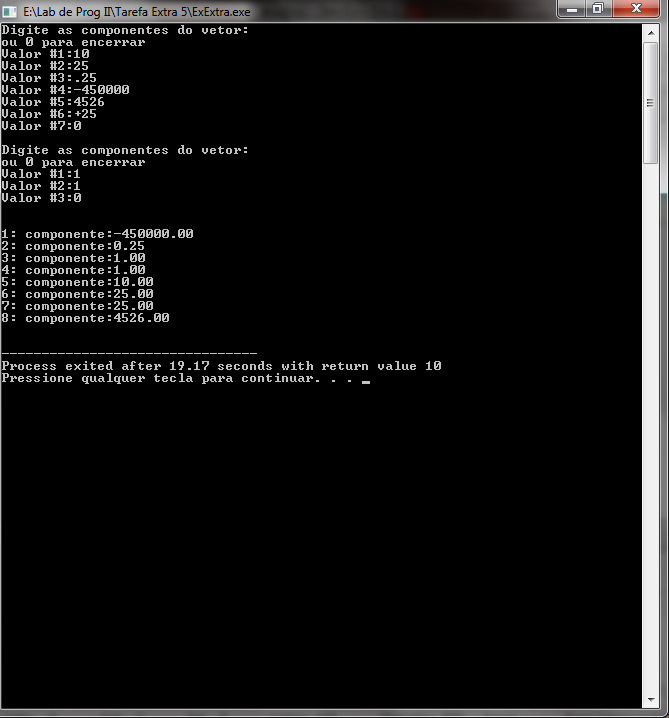 E:\Lab de Prog II\Tarefa Extra 5\ExExtra.exe
Digite as componentes do vetor:
ou 0 para encerrar
Valor #1:10
Valor #2:25
Valor #3:.25
Valor #4:-450000
Valor #5:4526
Valor #6:+25
Valor #7:0
Digite as componentes do vetor:
ou 0 para encerrar
Valor #1:1
Valor #2:1
Valor #3:0
1: componente:-450000.00
2: componente:0.25
3: componente:1.00
4: componente:1.00
5: componente:10.00
6: componente:25.00
7: componente:25.00
8: componente:4526.00
--------------------------------
Process exited after 19.17 seconds with return value 10
Pressione qualquer tecla para continuar. . . _